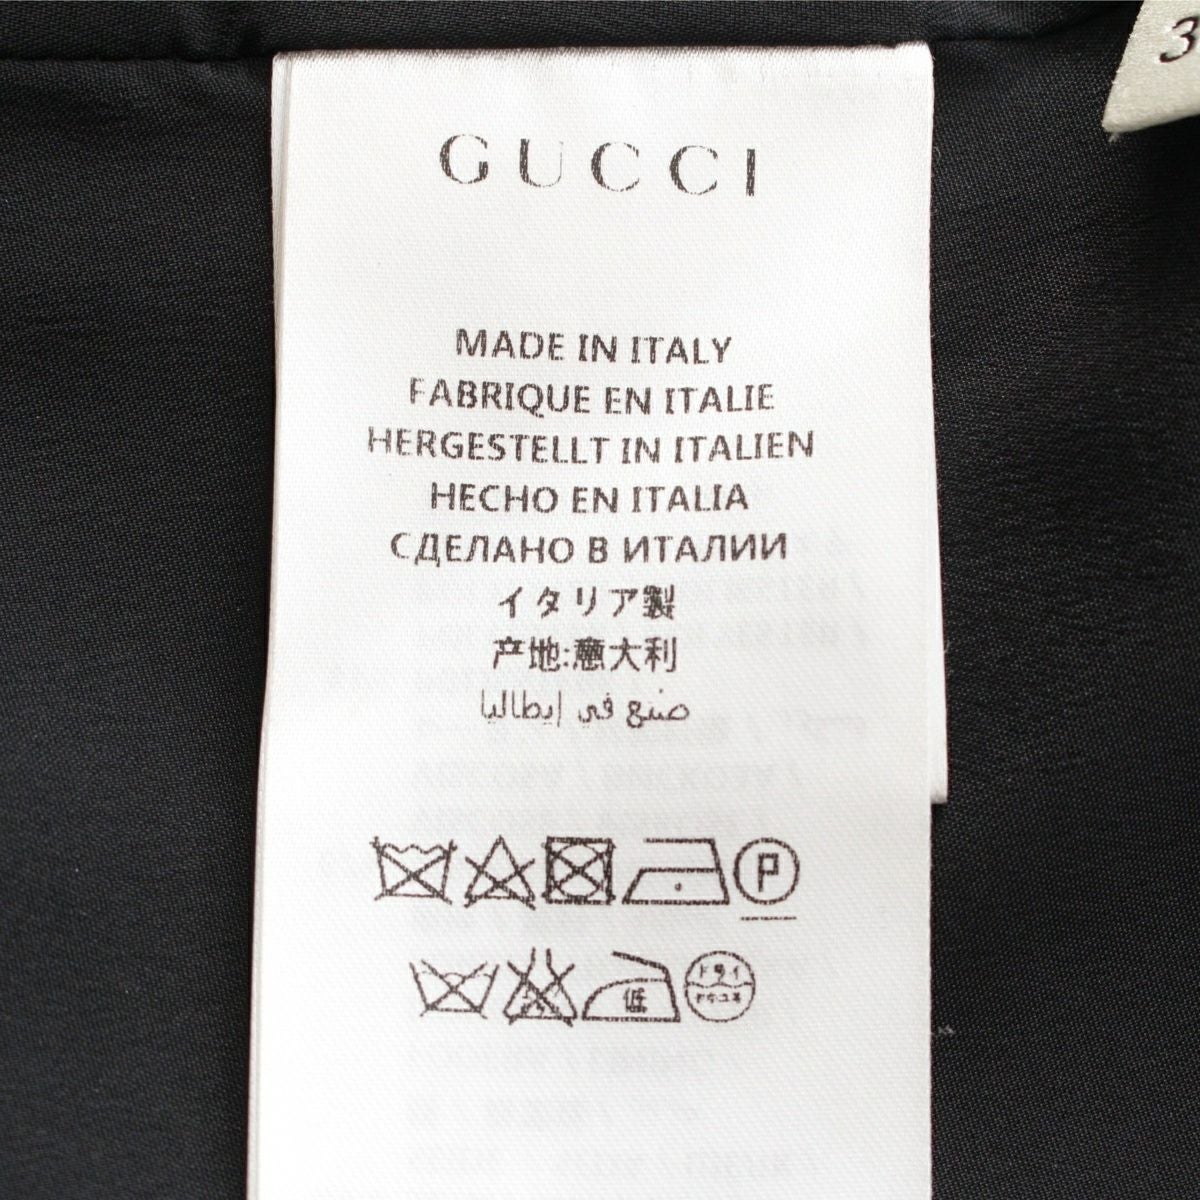 GUCCI
3
MADE IN ITALY
FABRIQUE EN ITALIE
HERGESTELLT IN ITALIEN
HECHO EN ITALIA
СДЕЛАНО В ИТАЛИИ
イタリア製
产地:意大利
صنع في إيطاليا
P
低
ドライ